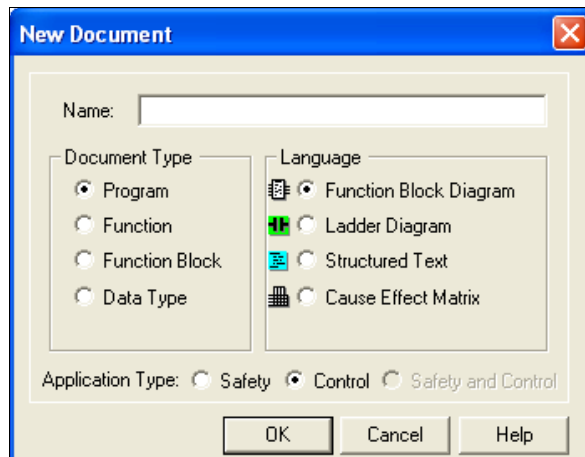 New Document
Name:
Document Type
Program
Function
Function Block
Data Type
Language
Function Block Diagram
Ladder Diagram
Structured Text
Cause Effect Matrix
Application Type: Safety Control Safety and Control
OK Cancel Help